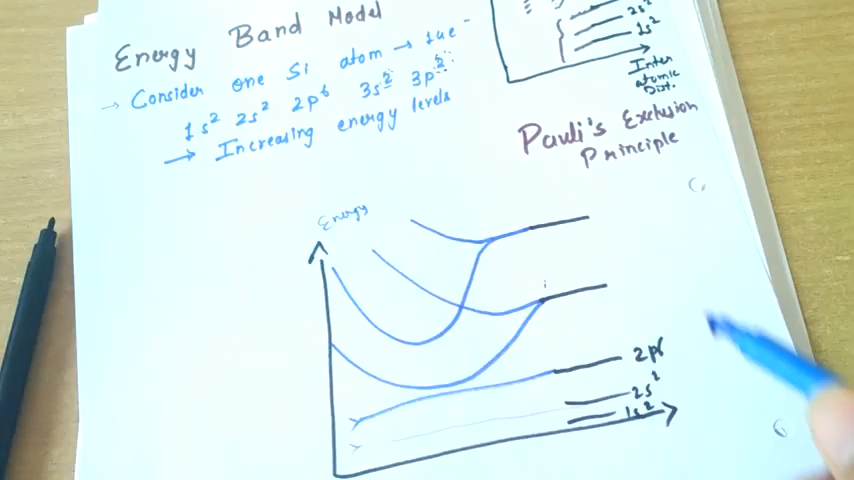 Energy Band Model
→ Consider one Si atom → 14e⁻
1s² 2s² 2p⁶ 3s² 3p²
→ Increasing energy levels
2s²
1s²
Inter
atomic
Dist.
Pauli's Exclusion
Principle
Energy
2p⁶
2s²
1s²